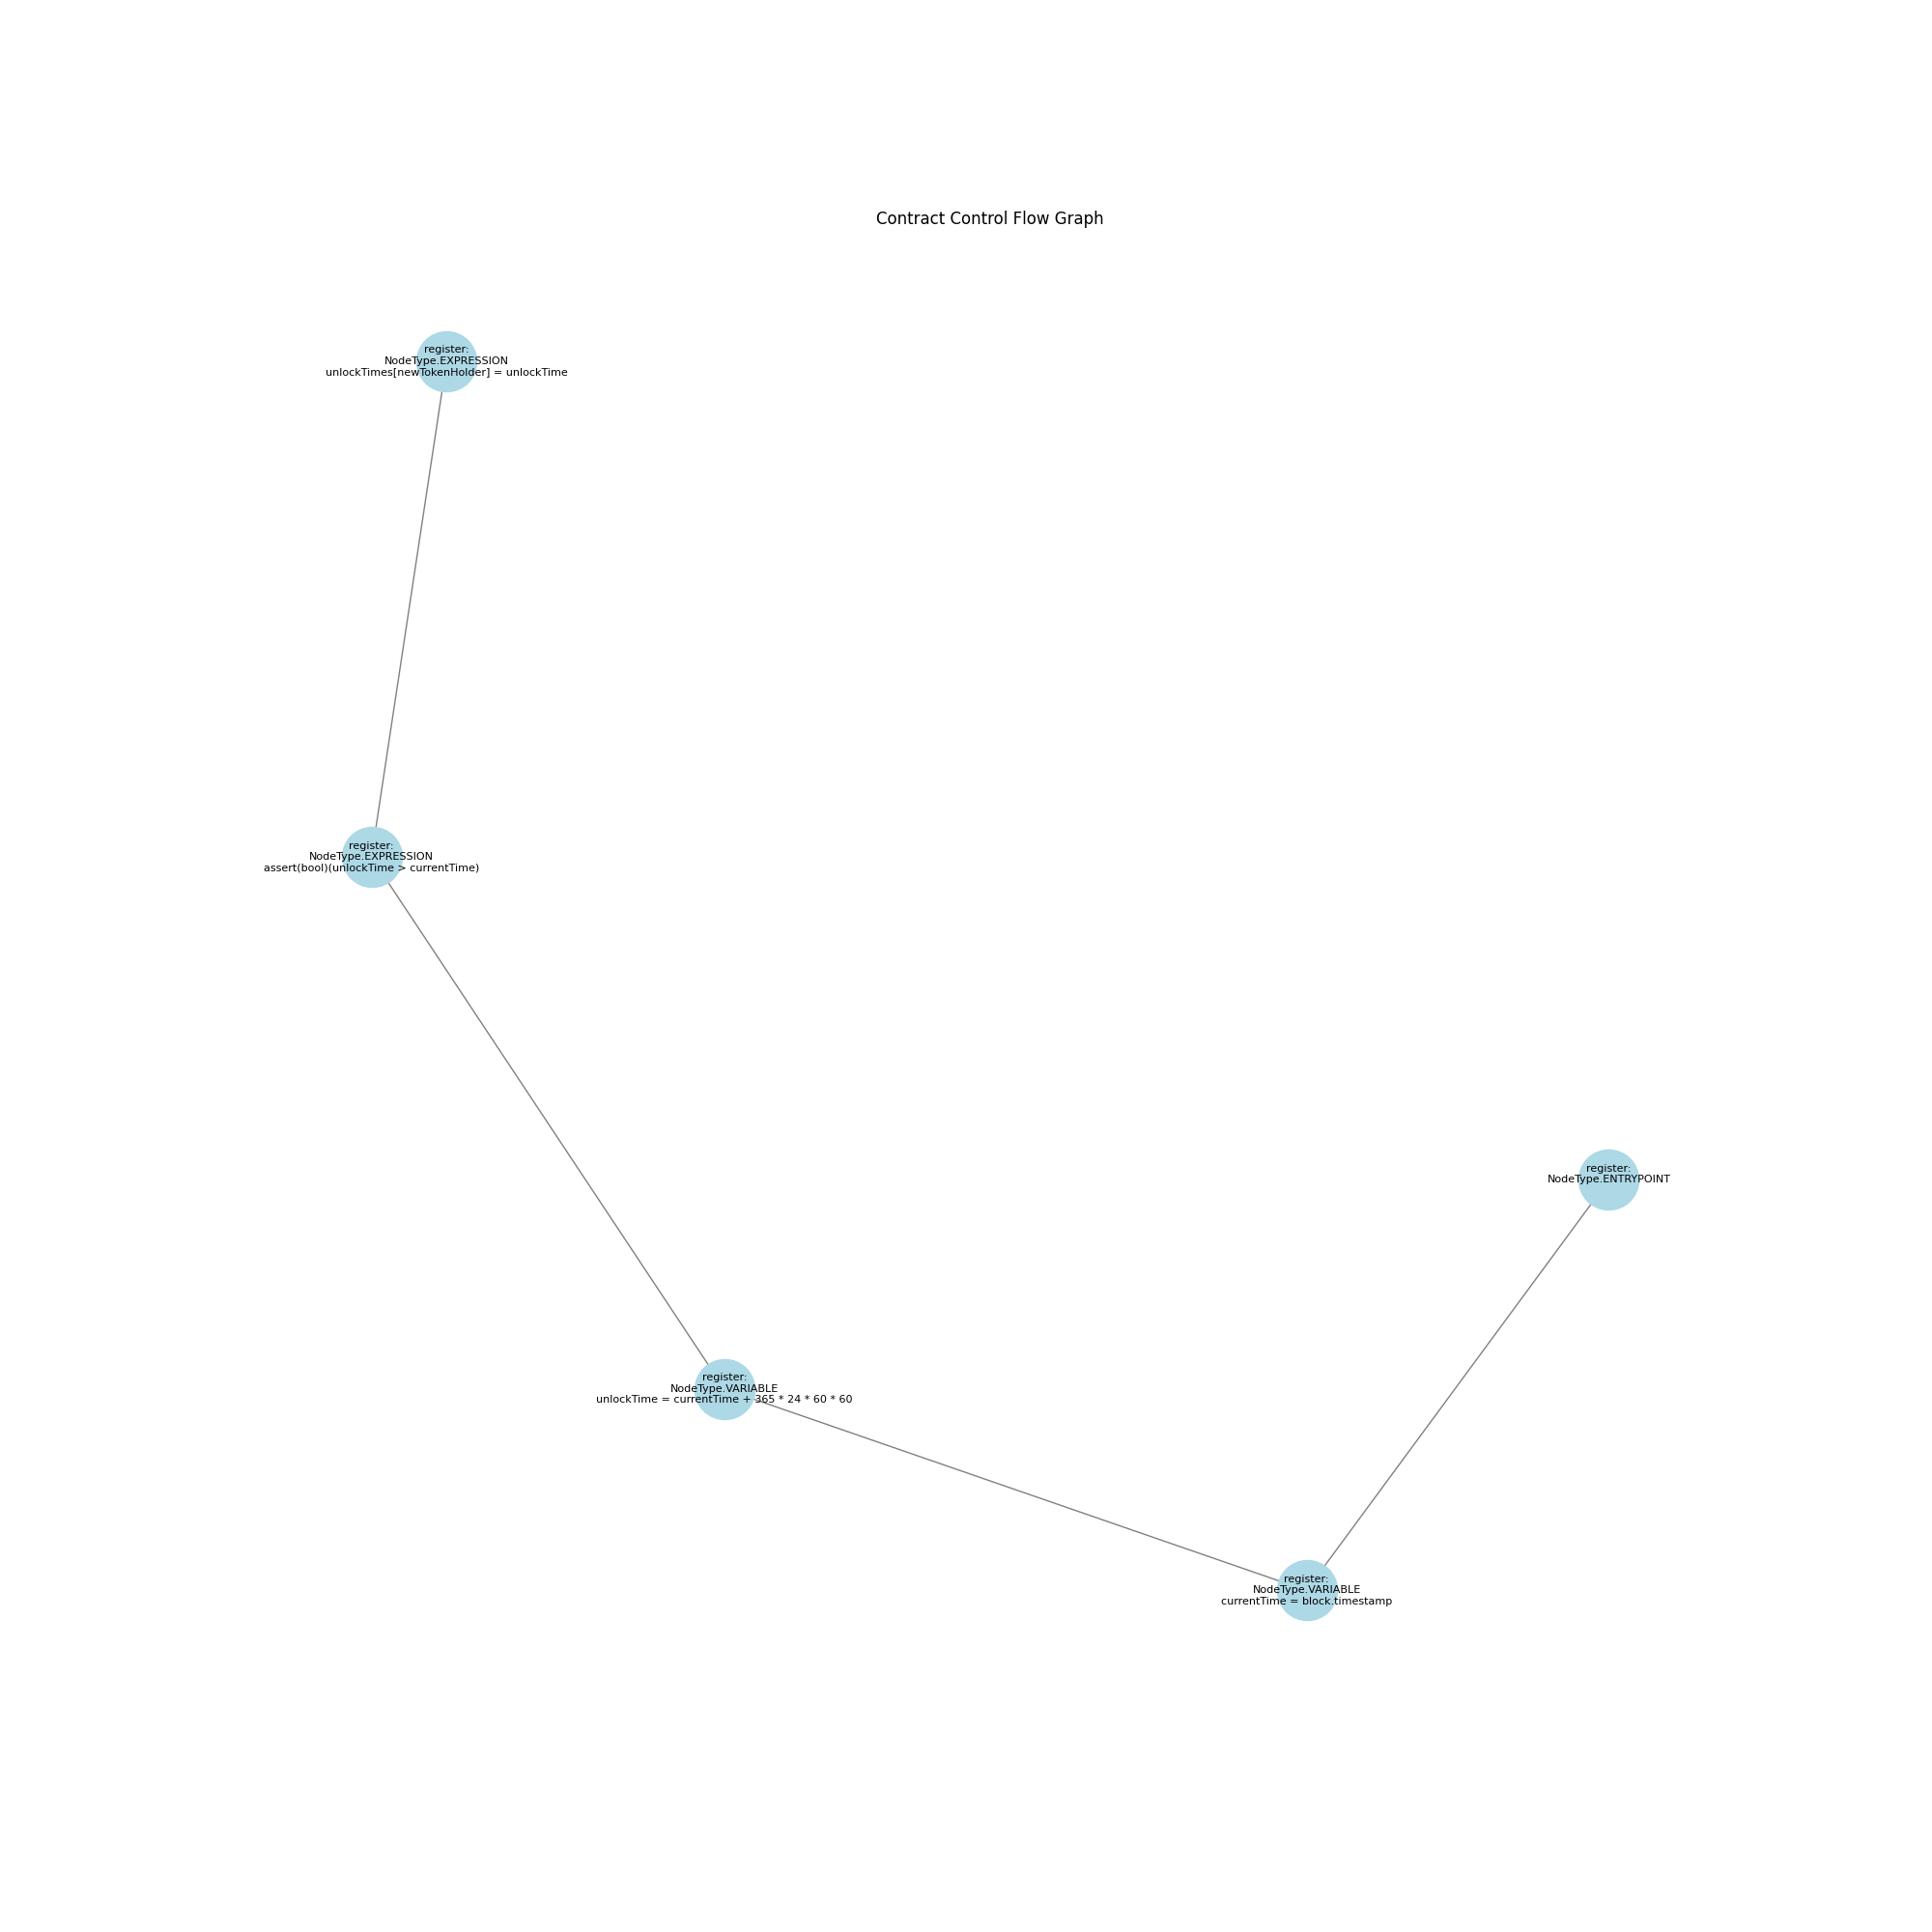 Contract Control Flow Graph
register:
NodeType.EXPRESSION
unlockTimes[newTokenHolder] = unlockTime
register:
NodeType.EXPRESSION
assert(bool)(unlockTime > currentTime)
register:
NodeType.ENTRYPOINT
register:
NodeType.VARIABLE
unlockTime = currentTime + 365 * 24 * 60 * 60
register:
NodeType.VARIABLE
currentTime = block.timestamp